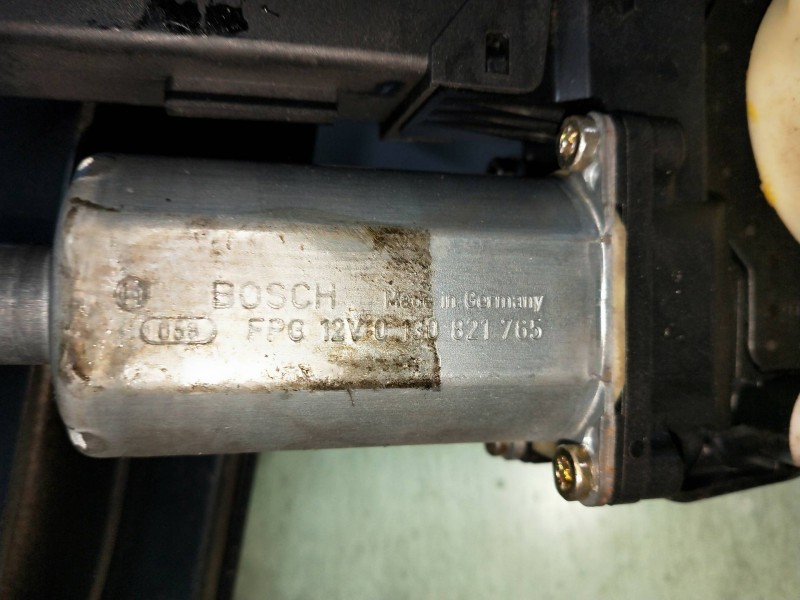 BOSCH Made in Germany
058 FPG 12V 0 130 821 765